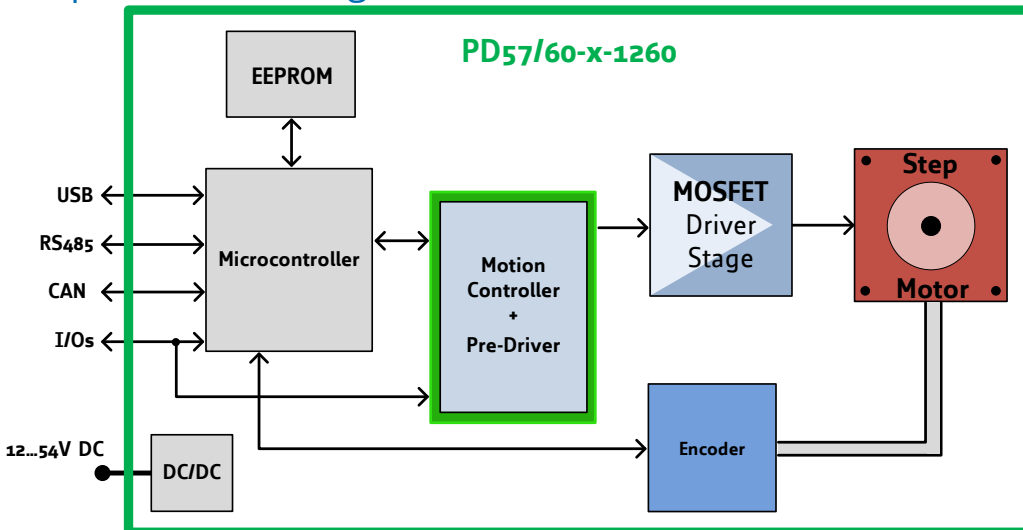 PD57/60-x-1260
EEPROM
USB
RS485
CAN
I/Os
Microcontroller
Motion
Controller
+
Pre-Driver
MOSFET
Driver
Stage
Step
Motor
Encoder
12...54V DC
DC/DC